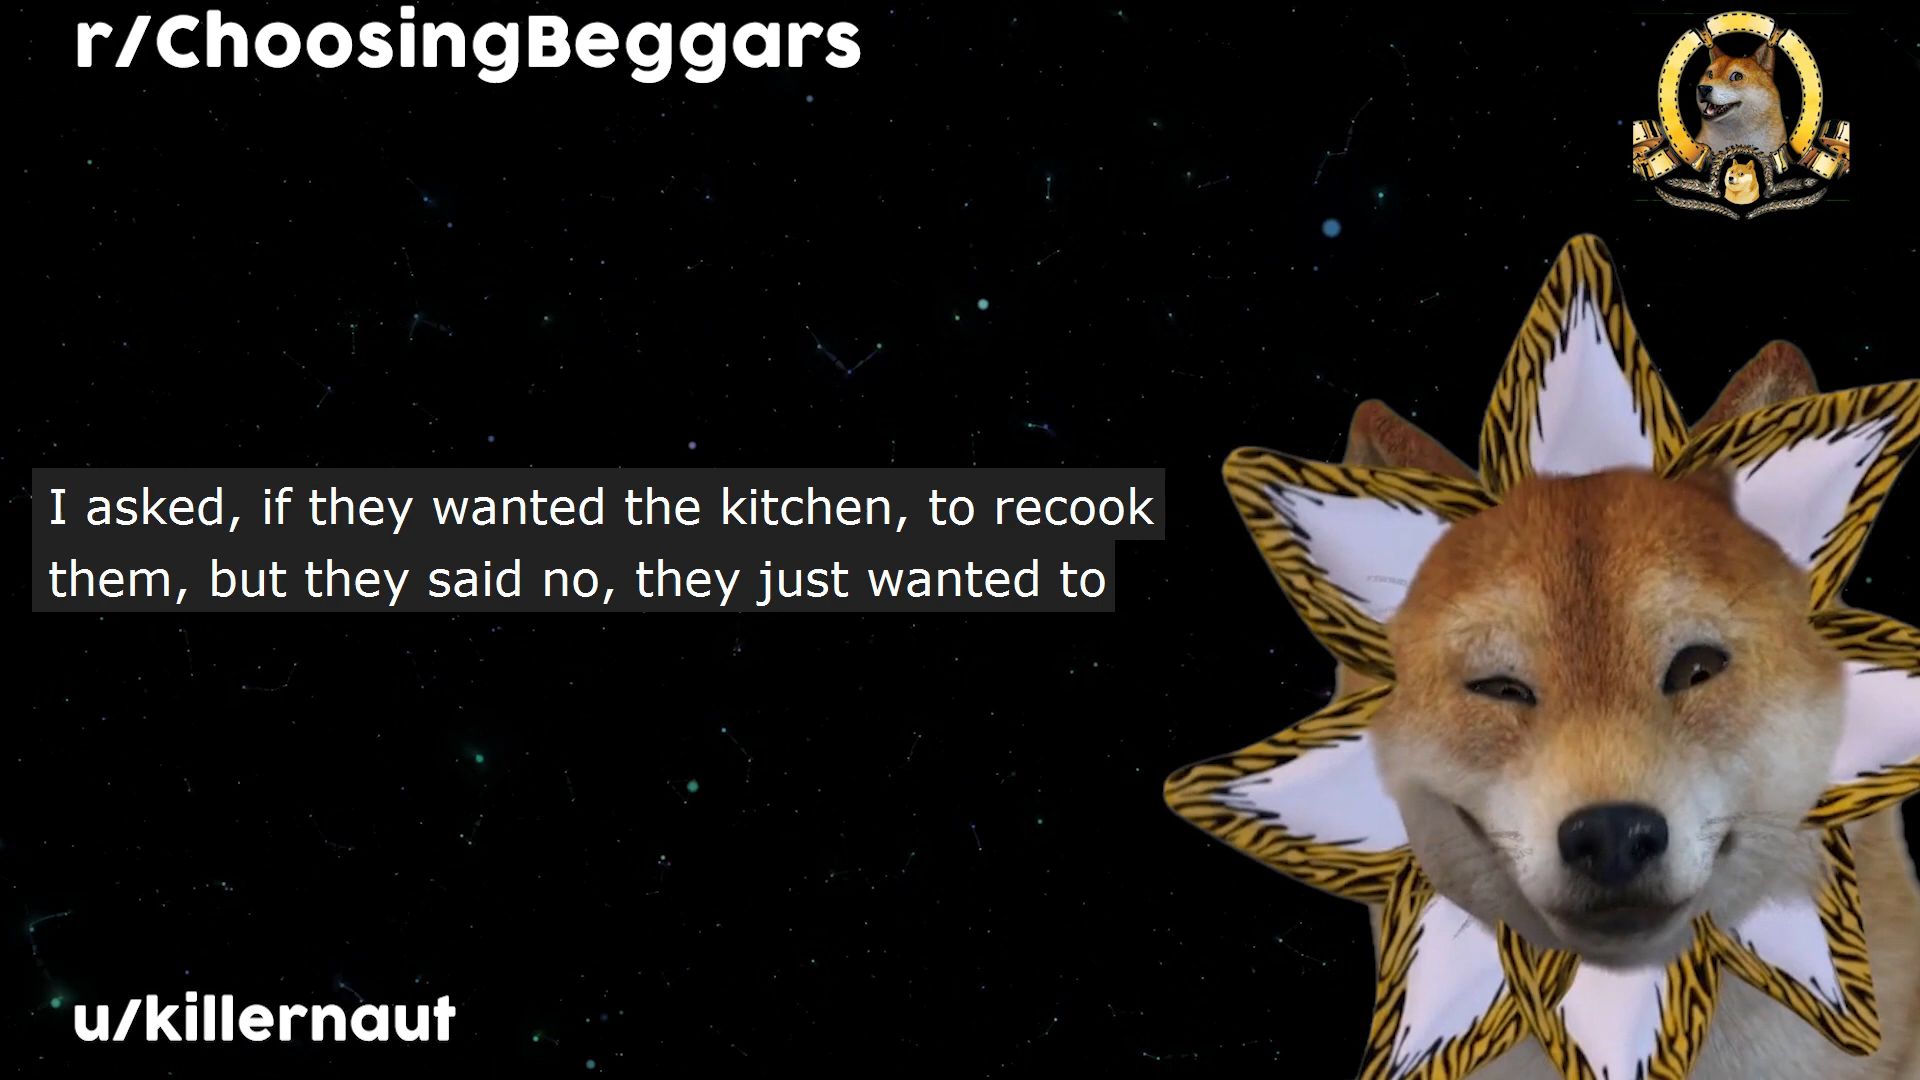 r/ChoosingBeggars
I asked, if they wanted the kitchen, to recook
them, but they said no, they just wanted to
u/killernaut